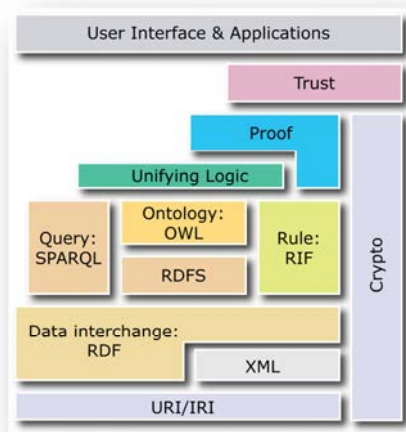 User Interface & Applications
Trust
Proof
Unifying Logic
Query:
SPARQL
Ontology:
OWL
RDFS
Rule:
RIF
Crypto
Data interchange:
RDF
XML
URI/IRI